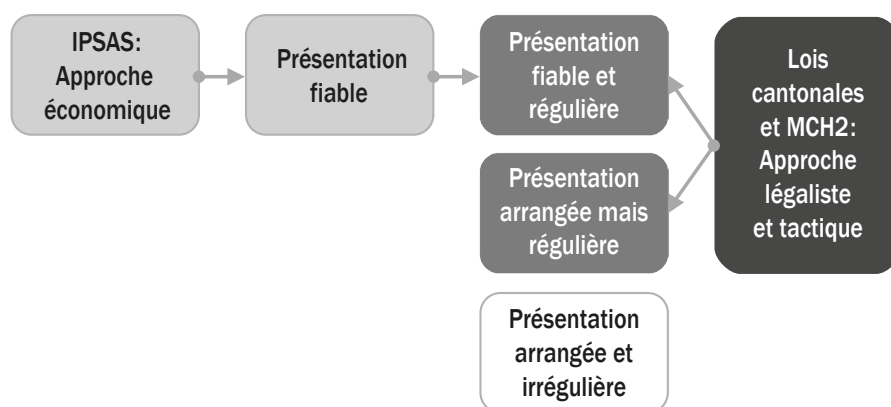 IPSAS:
Approche
économique
Présentation
fiable
Présentation
fiable et
régulière
Présentation
arrangée mais
régulière
Présentation
arrangée et
irrégulière
Lois
cantonales
et MCH2:
Approche
légaliste
et tactique